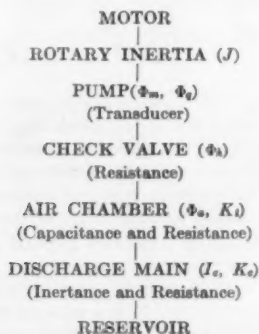 MOTOR
ROTARY INERTIA (J)
PUMP(Φm, Φq)
(Transducer)
CHECK VALVE (Φk)
(Resistance)
AIR CHAMBER (Φa, Ki)
(Capacitance and Resistance)
DISCHARGE MAIN (Ic, Kc)
(Inertance and Resistance)
RESERVOIR